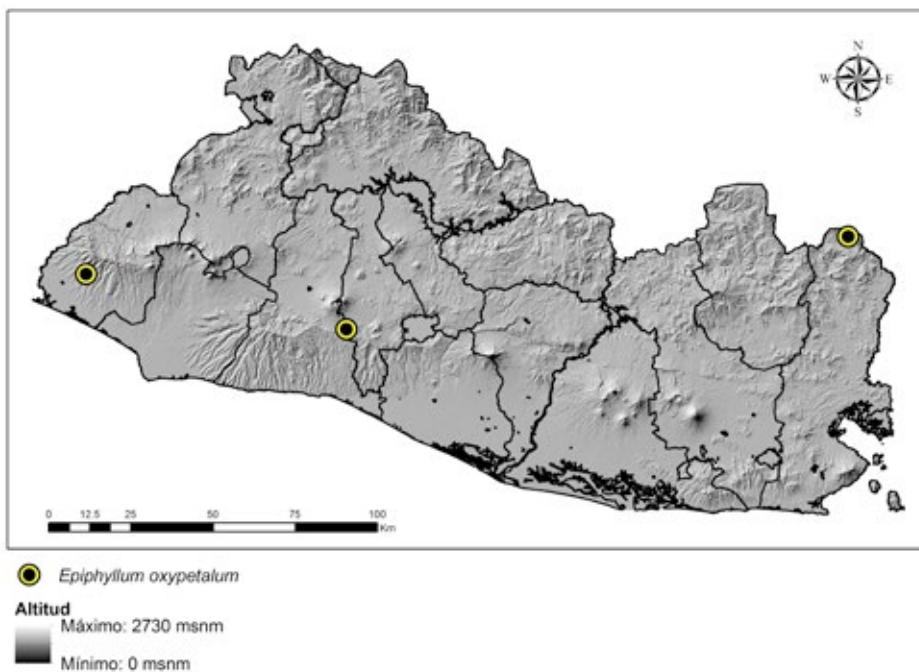 N
W E
S
0 12.5 25 50 75 100
Km
Epiphyllum oxypetalum
Altitud
Máximo: 2730 msnm
Mínimo: 0 msnm